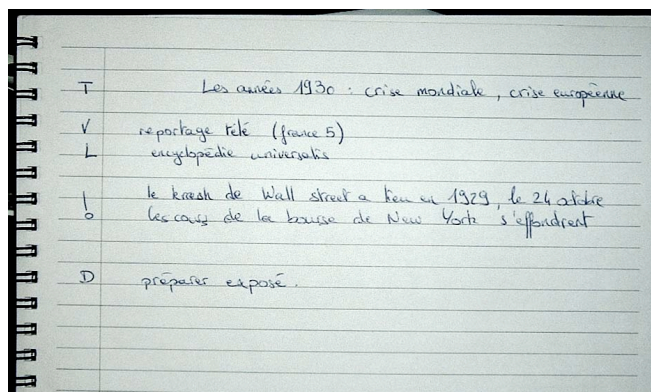 T Les années 1930 : crise mondiale, crise européenne
V reportage télé (france 5)
L encyclopédie universalis
! le krash de Wall street a lieu en 1929, le 24 octobre
les cours de la bourse de New York s'effondrent
D préparer exposé.